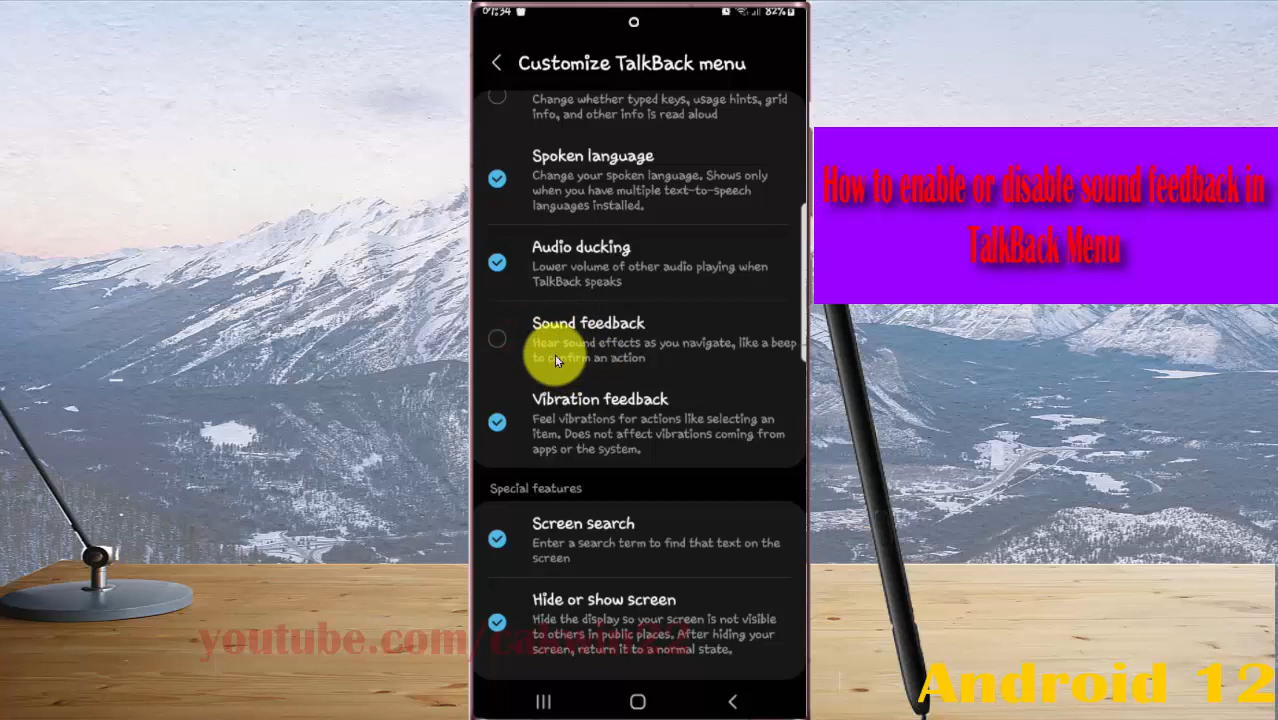 07:34 82%
Customize TalkBack menu
Change whether typed keys, usage hints, grid
info, and other info is read aloud
Spoken language
Change your spoken language. Shows only
when you have multiple text-to-speech
languages installed.
Audio ducking
Lower volume of other audio playing when
TalkBack speaks
Sound feedback
Hear sound effects as you navigate, like a beep
to confirm an action
Vibration feedback
Feel vibrations for actions like selecting an
item. Does not affect vibrations coming from
apps or the system.
Special features
Screen search
Enter a search term to find that text on the
screen
Hide or show screen
Hide the display so your screen is not visible
to others in public places. After hiding your
screen, return it to a normal state.
How to enable or disable sound feedback in
TalkBack Menu
youtube.com/
Android 12